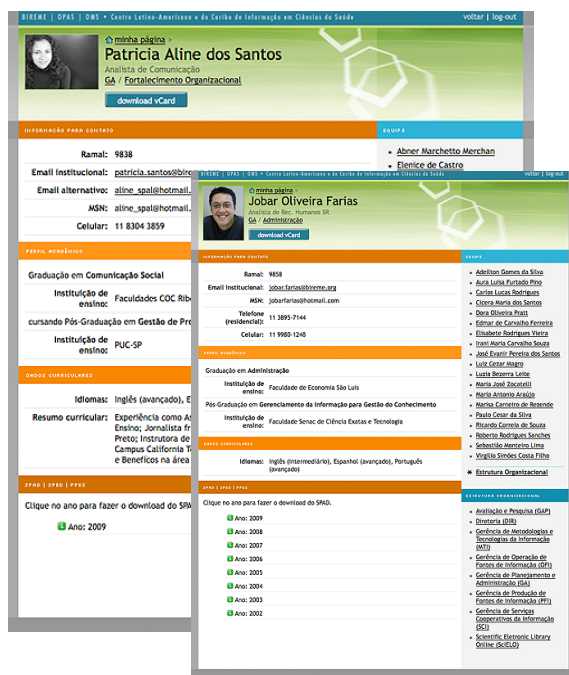 BIREME | OPAS | OMS • Centro Latino-Americano e do Caribe de Informação em Ciências da Saúde
voltar | log-out
minha página >
Patricia Aline dos Santos
Analista de Comunicação
GA / Fortalecimento Organizacional
download vCard
INFORMAÇÃO PARA CONTATO
EQUIPE
Ramal: 9838
Email institucional: patricia.santos@bire
Email alternativo: aline_spal@hotmail.
MSN: aline_spal@hotmail.
Celular: 11 8304 3859
Abner Marchetto Merchan
Elenice de Castro
PERFIL ACADÊMICO
Graduação em Comunicação Social
Instituição de
ensino: Faculdades COC Ribe
cursando Pós-Graduação em Gestão de Pro
Instituição de
ensino: PUC-SP
DADOS CURRICULARES
Idiomas: Inglês (avançado), E
Resumo curricular: Experiência como As
Ensino; Jornalista fr
Preto; Instrutora de
Campus California T
e Benefícos na área
SPAD | SPED | PPES
Clique no ano para fazer o download do SPA
Ano: 2009
BIREME | OPAS | OMS • Centro Latino-Americano e do Caribe de Informação em Ciências da Saúde
voltar | log-out
minha página >
Jobar Oliveira Farias
Analista de Rec. Humanos SR
GA / Administração
download vCard
INFORMAÇÃO PARA CONTATO
Ramal: 9858
Email institucional: jobar.farias@bireme.org
MSN: jobarfarias@hotmail.com
Telefone
(residencial): 11 3895-7144
Celular: 11 9980-1248
PERFIL ACADÊMICO
Graduação em Administração
Instituição de
ensino: Faculdade de Economia São Luis
Pós-Graduação em Gerenciamento da Informação para Gestão do Conhecimento
Instituição de
ensino: Faculdade Senac de Ciência Exatas e Tecnologia
DADOS CURRICULARES
Idiomas: Inglês (intermediário), Espanhol (avançado), Português
(avançado)
SPAD | SPED | PPES
Clique no ano para fazer o download do SPAD.
Ano: 2009
Ano: 2008
Ano: 2007
Ano: 2006
Ano: 2005
Ano: 2004
Ano: 2003
Ano: 2002
EQUIPE
Adeilton Gomes da Silva
Aura Luisa Furtado Pino
Carlos Lucas Rodrigues
Cicera Maria dos Santos
Dora Oliveira Pratt
Edmar de Carvalho Ferreira
Elisabete Rodrigues Vieira
Irani Maria Carvalho Souza
José Evanir Pereira dos Santos
Luiz Cezar Magro
Luzia Bezerra Leite
Maria José Zocatelli
Mario Antonio Araújo
Marisa Carneiro de Rezende
Paulo Cesar da Silva
Ricardo Correia de Souza
Roberto Rodrigues Sanches
Sebastião Monteiro Lima
Virgilio Simões Costa Filho
Estrutura Organizacional
ESTRUTURA ORGANIZACIONAL
Avaliação e Pesquisa (GAP)
Diretoria (DIR)
Gerência de Metodologias e
Tecnologias da Informação
(MTI)
Gerência de Operação de
Fontes de Informação (OFI)
Gerência de Planejamento e
Administração (GA)
Gerência de Produção de
Fontes de Informação (PFI)
Gerência de Serviços
Cooperativos da Informação
(SCI)
Scientific Eletronic Library
Online (SciELO)